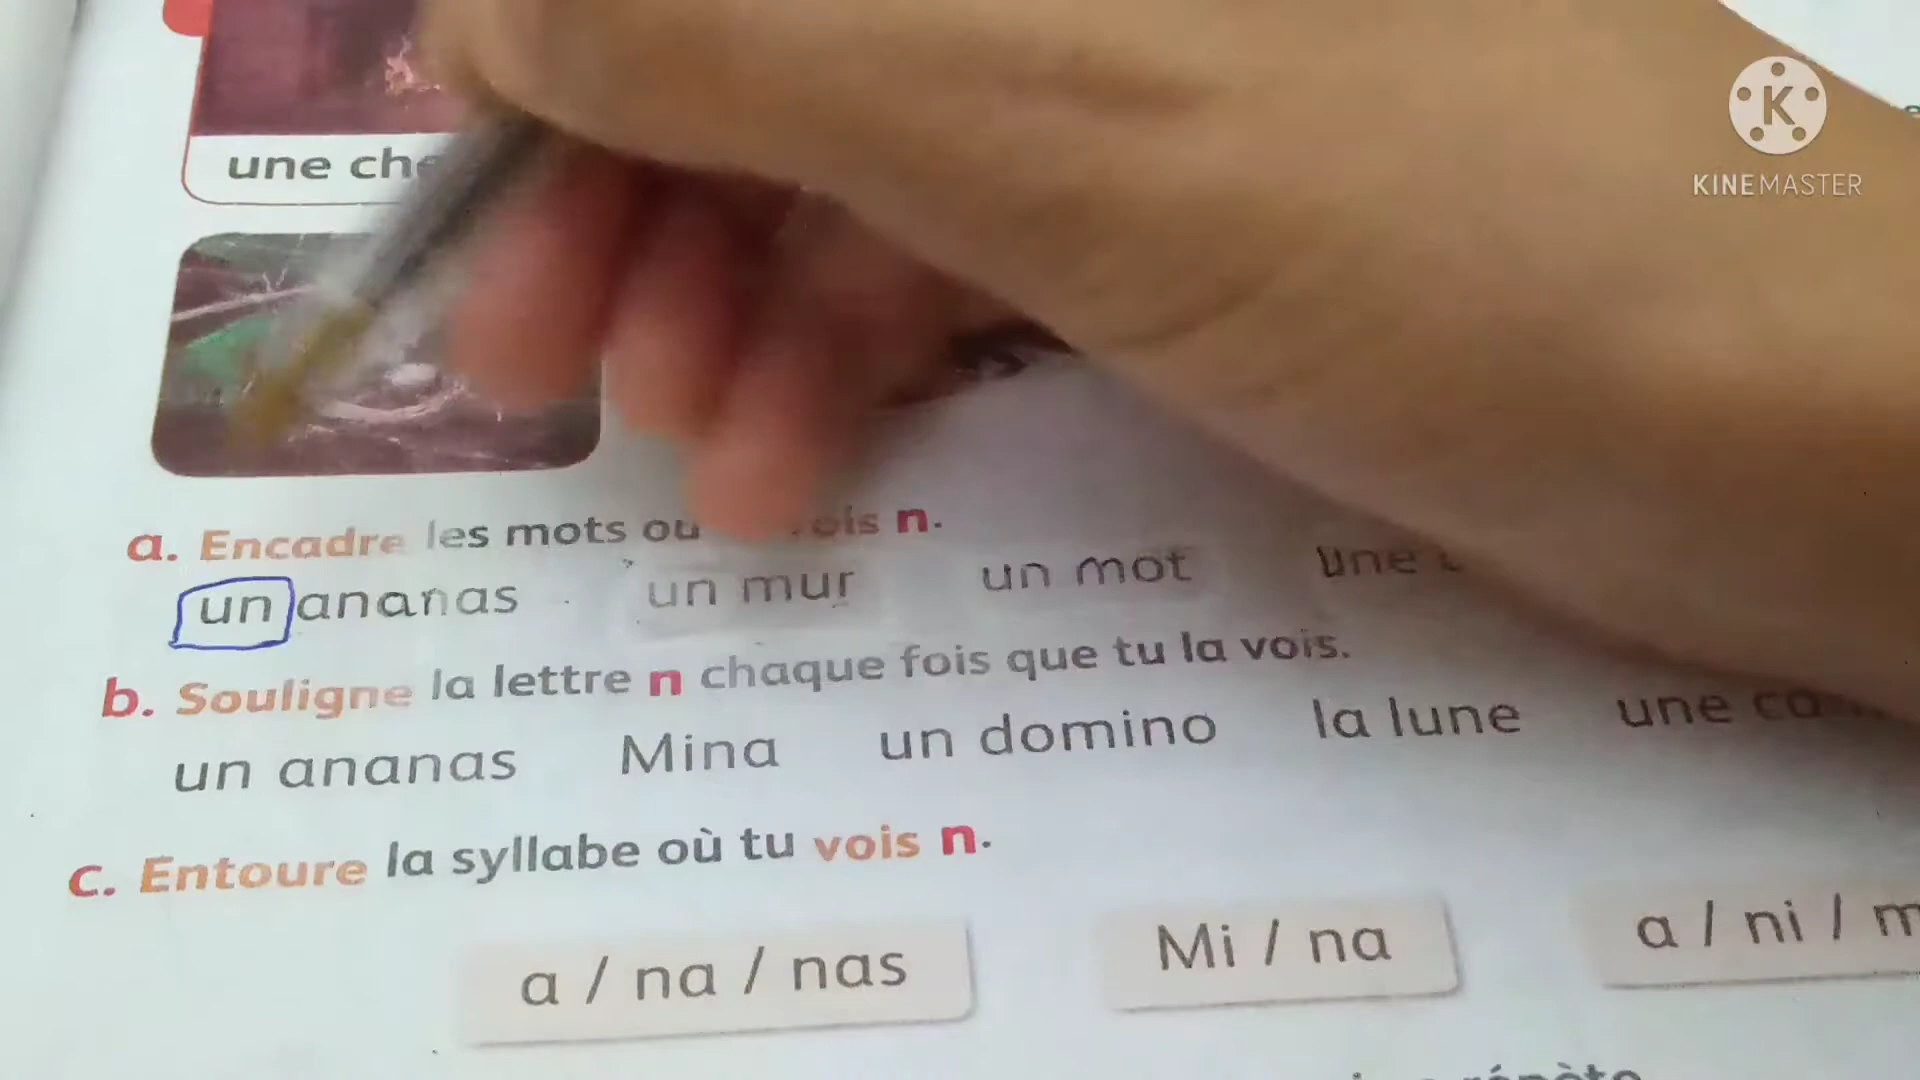 KINEMASTER
une
a. Encadre les mots où vois n.
un ananas un mur un mot une
b. Souligne la lettre n chaque fois que tu la vois.
un ananas Mina un domino la lune une
c. Entoure la syllabe où tu vois n.
a / na / nas Mi / na a / ni /